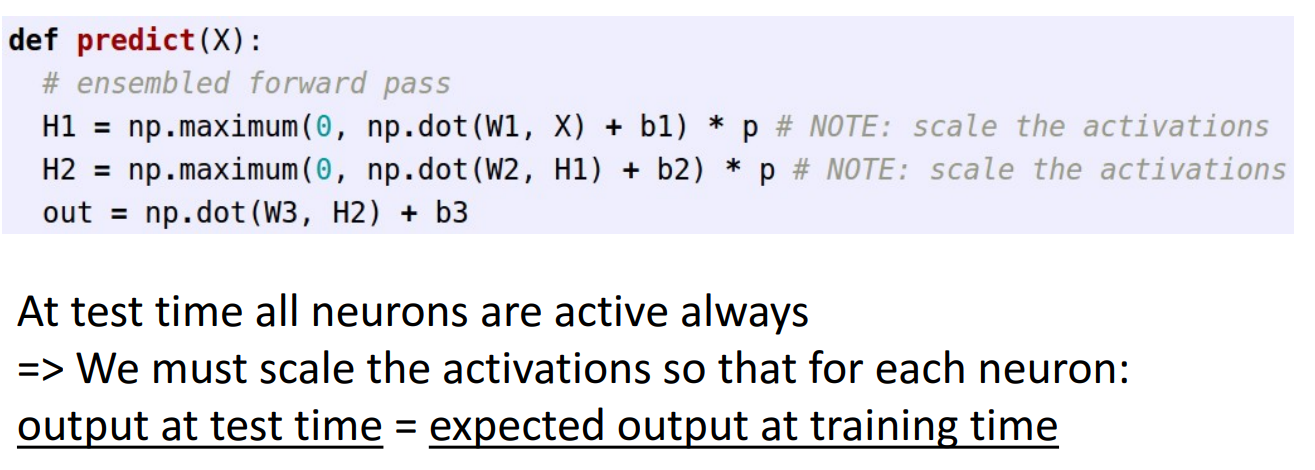 def predict(X):
# ensembled forward pass
H1 = np.maximum(0, np.dot(W1, X) + b1) * p # NOTE: scale the activations
H2 = np.maximum(0, np.dot(W2, H1) + b2) * p # NOTE: scale the activations
out = np.dot(W3, H2) + b3
At test time all neurons are active always
=> We must scale the activations so that for each neuron:
output at test time = expected output at training time